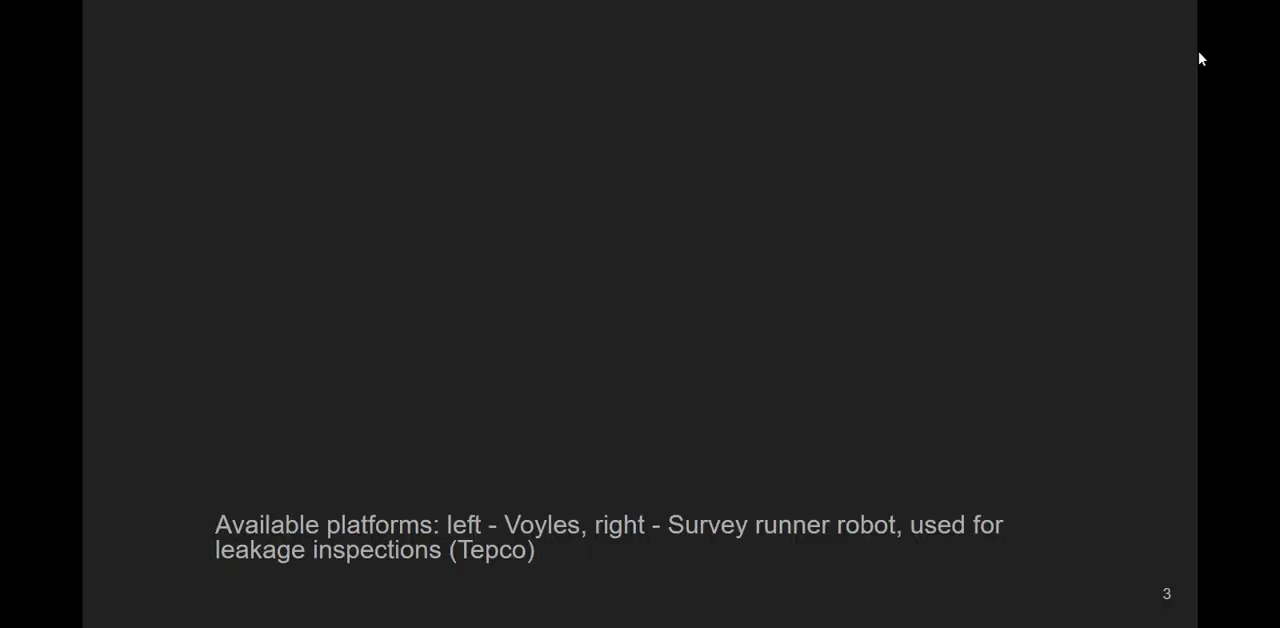 Available platforms: left - Voyles, right - Survey runner robot, used for
leakage inspections (Tepco)
3